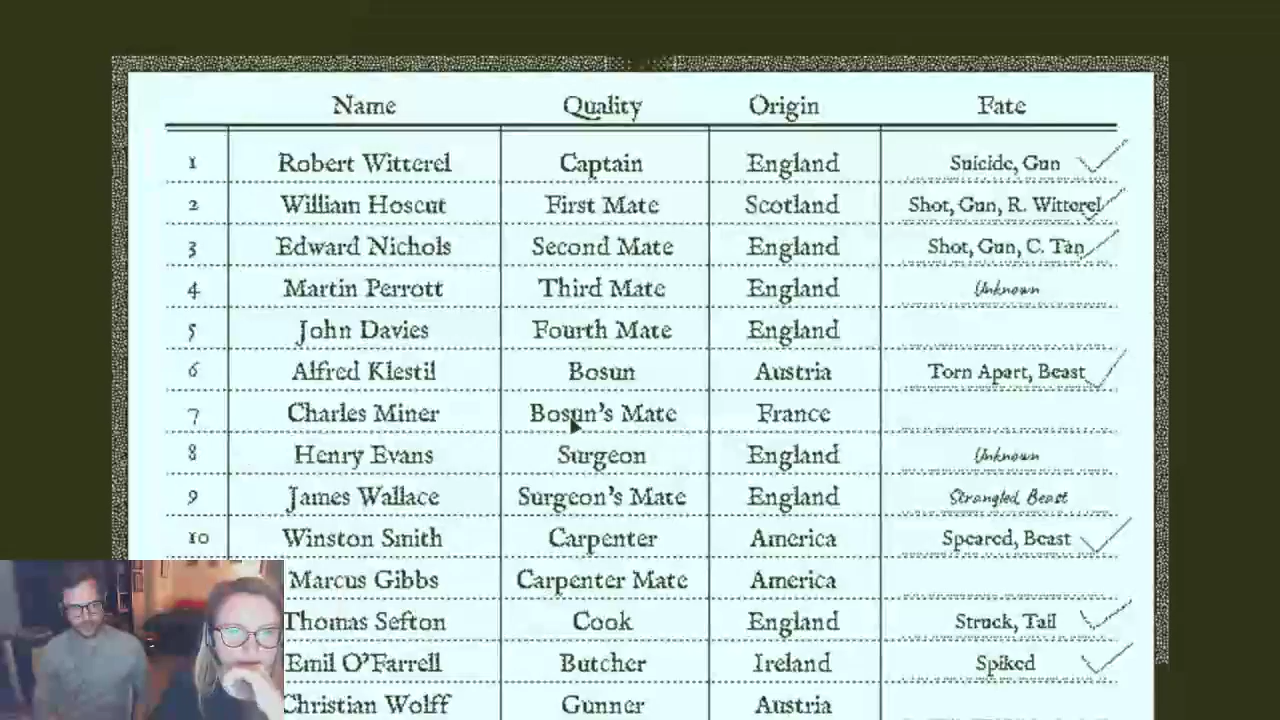 Name Quality Origin Fate
1 Robert Witterel Captain England Suicide, Gun
2 William Hoscut First Mate Scotland Shot, Gun, R. Witterel
3 Edward Nichols Second Mate England Shot, Gun, C. Tan
4 Martin Perrott Third Mate England Unknown
5 John Davies Fourth Mate England
6 Alfred Klestil Bosun Austria Torn Apart, Beast
7 Charles Miner Bosun's Mate France
8 Henry Evans Surgeon England Unknown
9 James Wallace Surgeon's Mate England Strangled, Beast
10 Winston Smith Carpenter America Speared, Beast
Marcus Gibbs Carpenter Mate America
Thomas Sefton Cook England Struck, Tail
Emil O'Farrell Butcher Ireland Spiked
Christian Wolff Gunner Austria